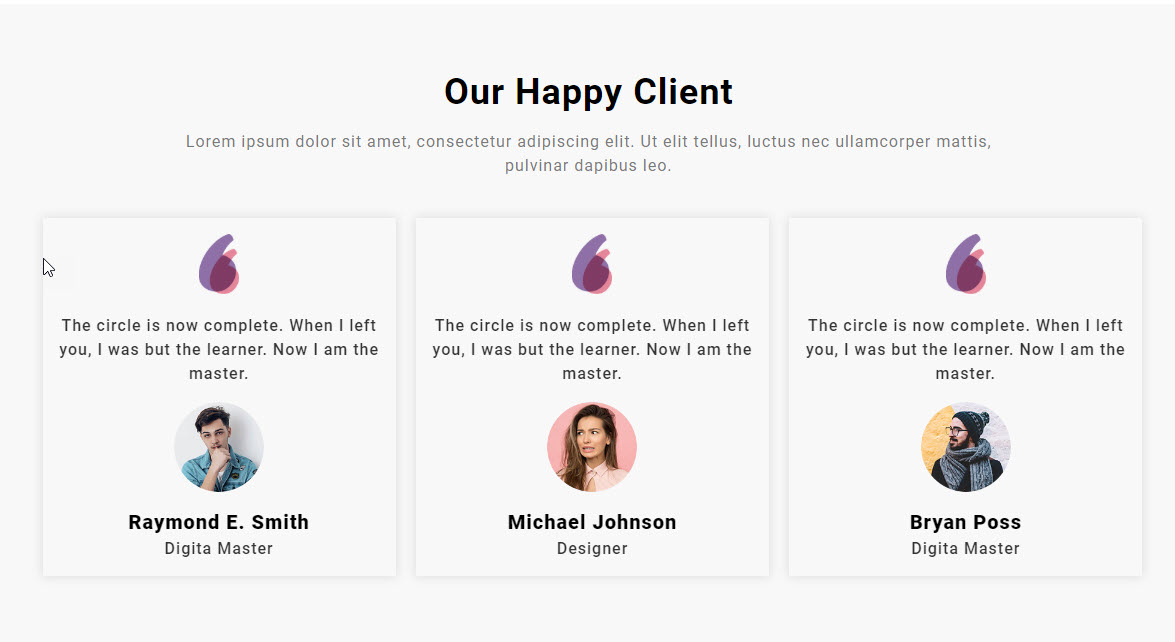 Our Happy Client
Lorem ipsum dolor sit amet, consectetur adipiscing elit. Ut elit tellus, luctus nec ullamcorper mattis,
pulvinar dapibus leo.
The circle is now complete. When I left
you, I was but the learner. Now I am the
master.
Raymond E. Smith
Digita Master
The circle is now complete. When I left
you, I was but the learner. Now I am the
master.
Michael Johnson
Designer
The circle is now complete. When I left
you, I was but the learner. Now I am the
master.
Bryan Poss
Digita Master